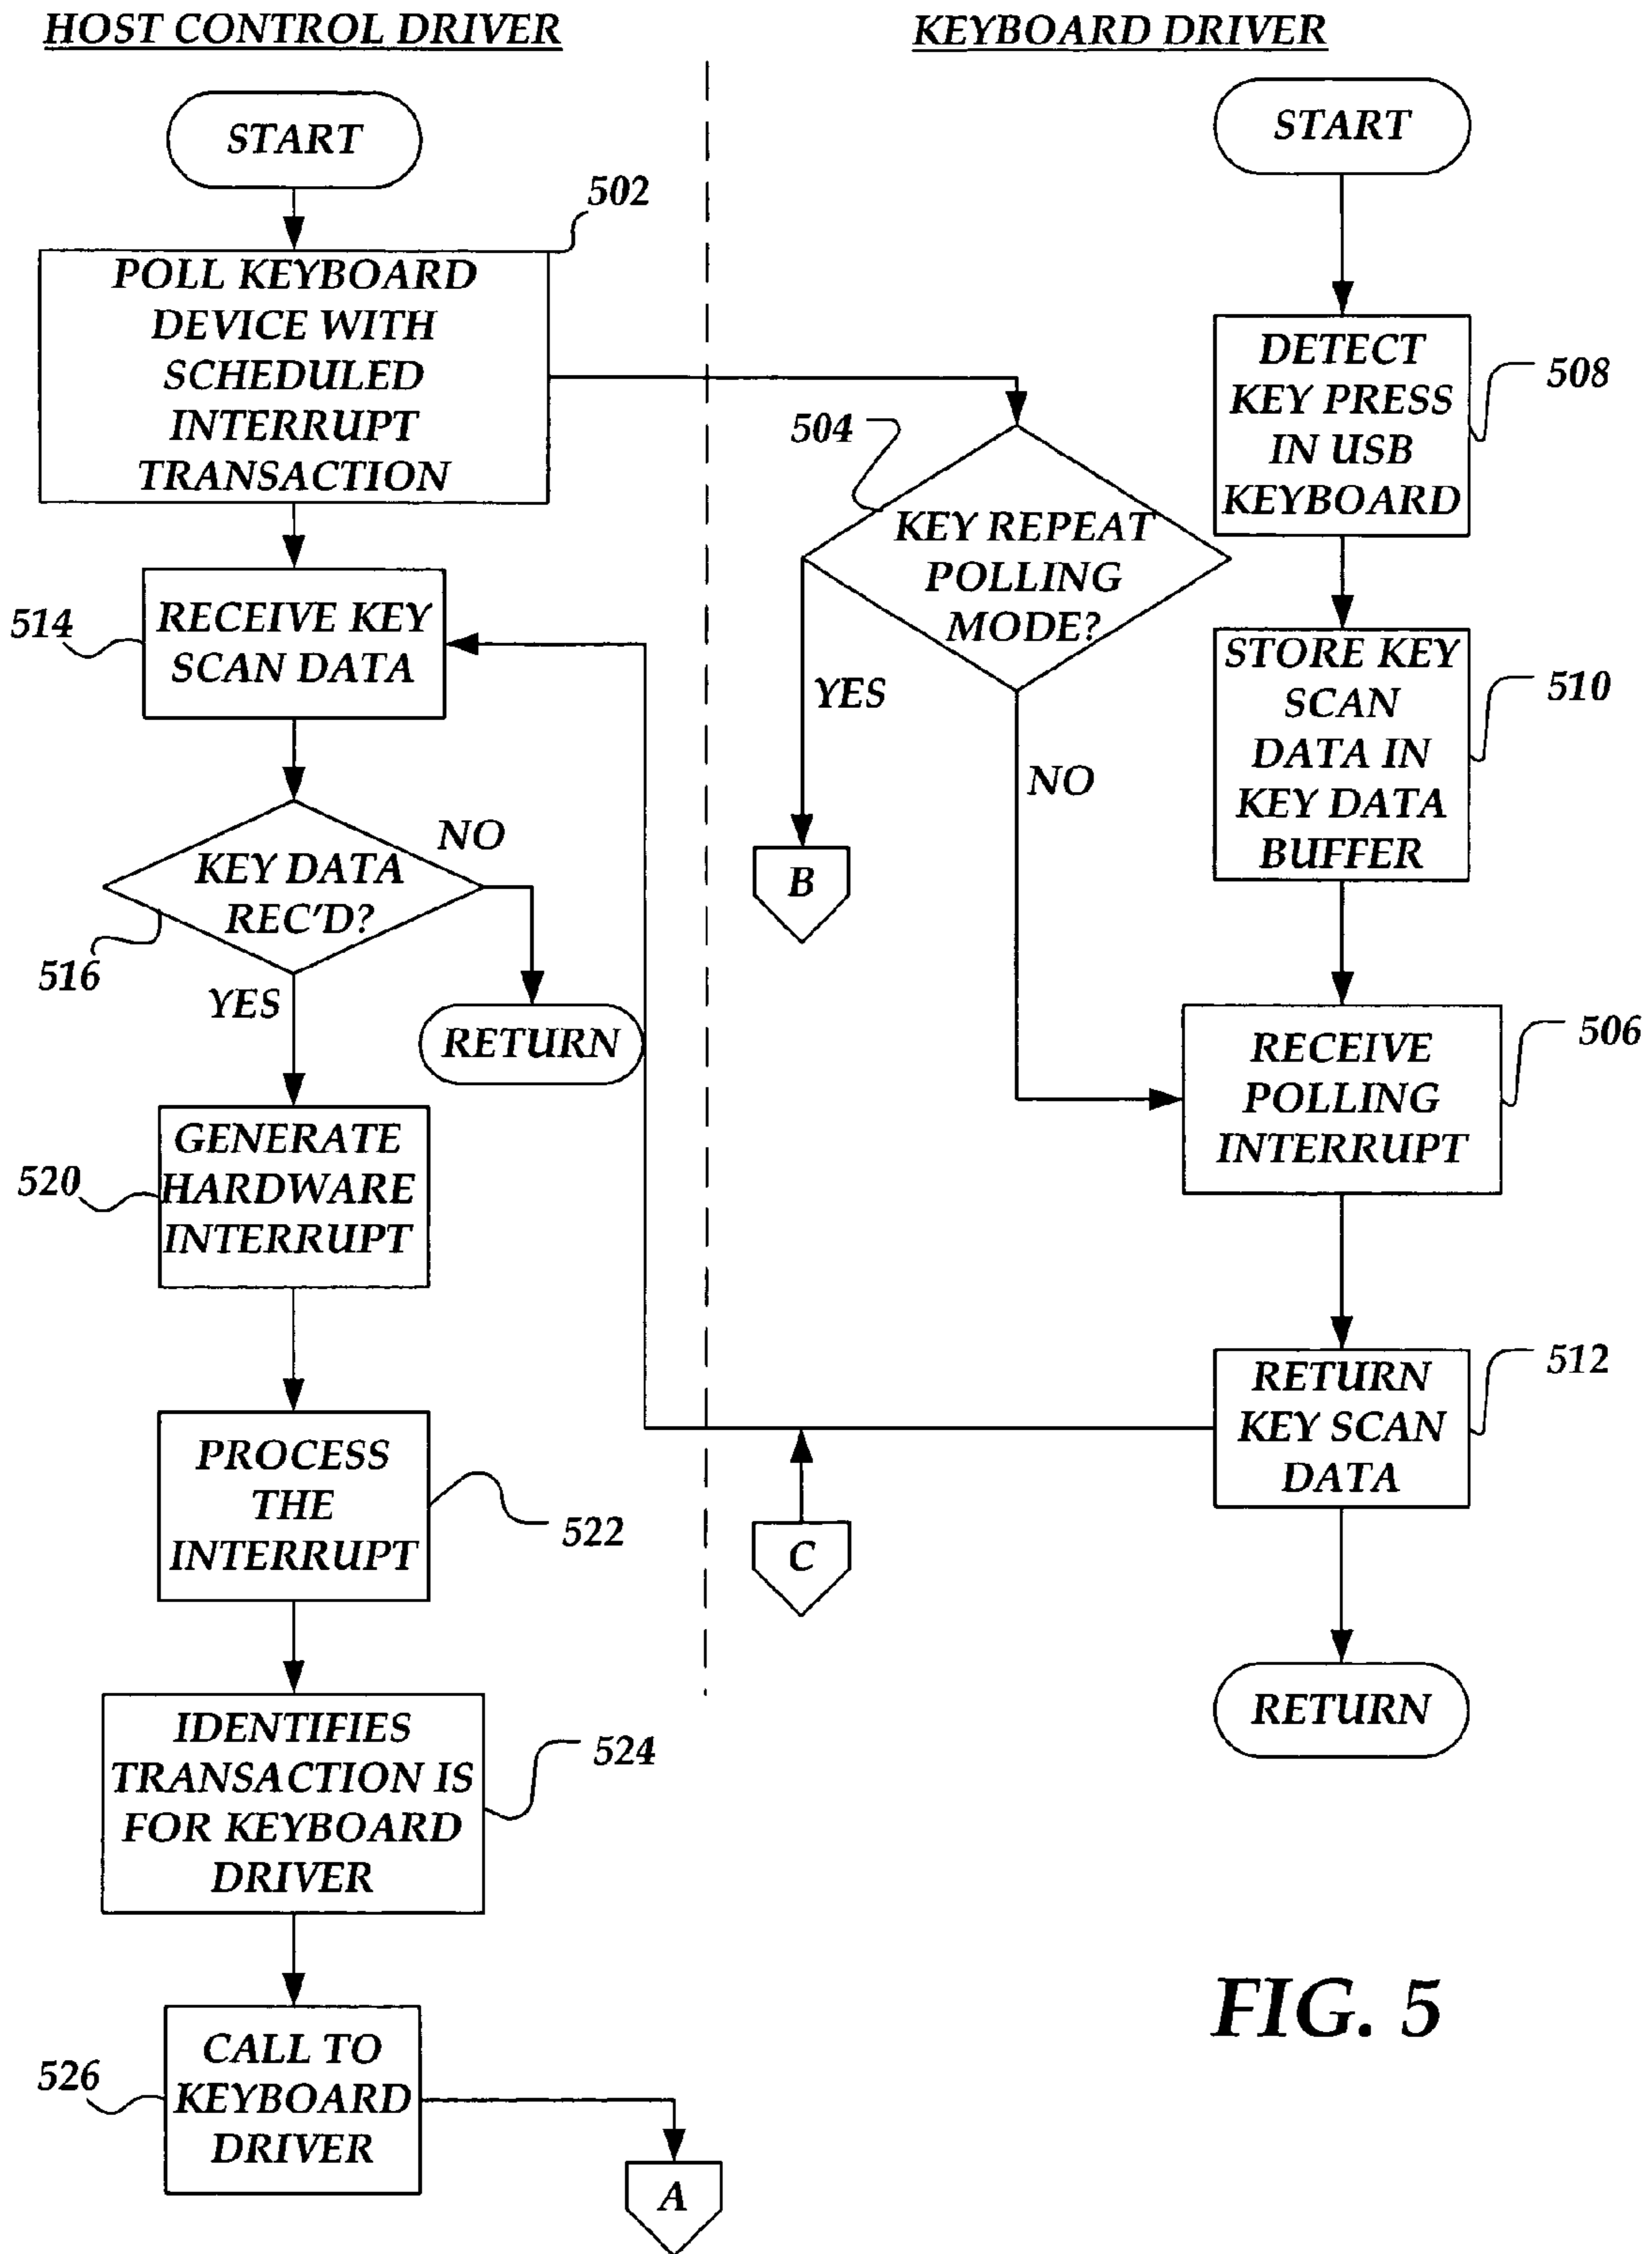 HOST CONTROL DRIVER
START
502
POLL KEYBOARD
DEVICE WITH
SCHEDULED
INTERRUPT
TRANSACTION
514
RECEIVE KEY
SCAN DATA
KEY DATA
REC'D?
NO
516
YES
RETURN
520
GENERATE
HARDWARE
INTERRUPT
PROCESS
THE
INTERRUPT
522
IDENTIFIES
TRANSACTION IS
FOR KEYBOARD
DRIVER
524
526
CALL TO
KEYBOARD
DRIVER
A
KEYBOARD DRIVER
START
504
KEY REPEAT
POLLING
MODE?
YES
NO
B
DETECT
KEY PRESS
IN USB
KEYBOARD
508
STORE KEY
SCAN
DATA IN
KEY DATA
BUFFER
510
RECEIVE
POLLING
INTERRUPT
506
RETURN
KEY SCAN
DATA
512
C
RETURN
FIG. 5